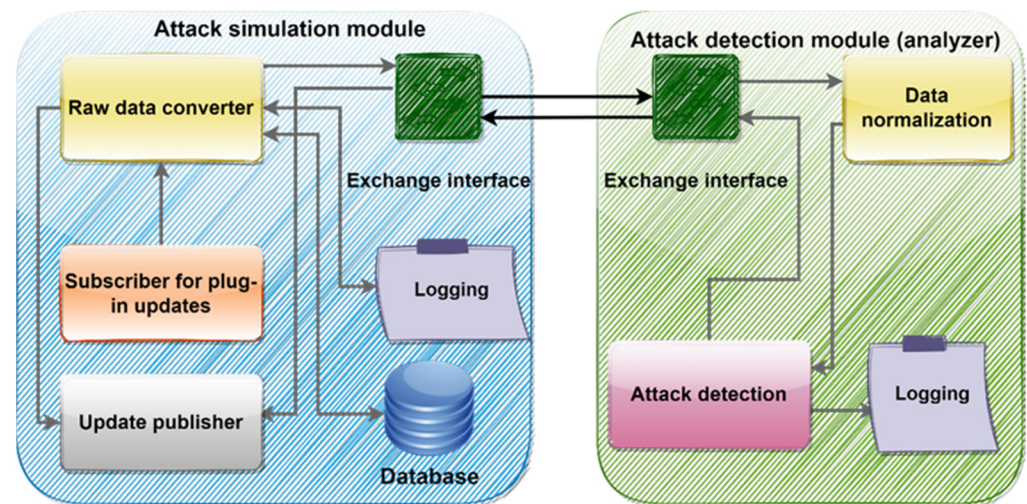 Attack simulation module
Raw data converter
Exchange interface
Subscriber for plug-
in updates
Logging
Update publisher
Database
Attack detection module (analyzer)
Data
normalization
Exchange interface
Attack detection
Logging